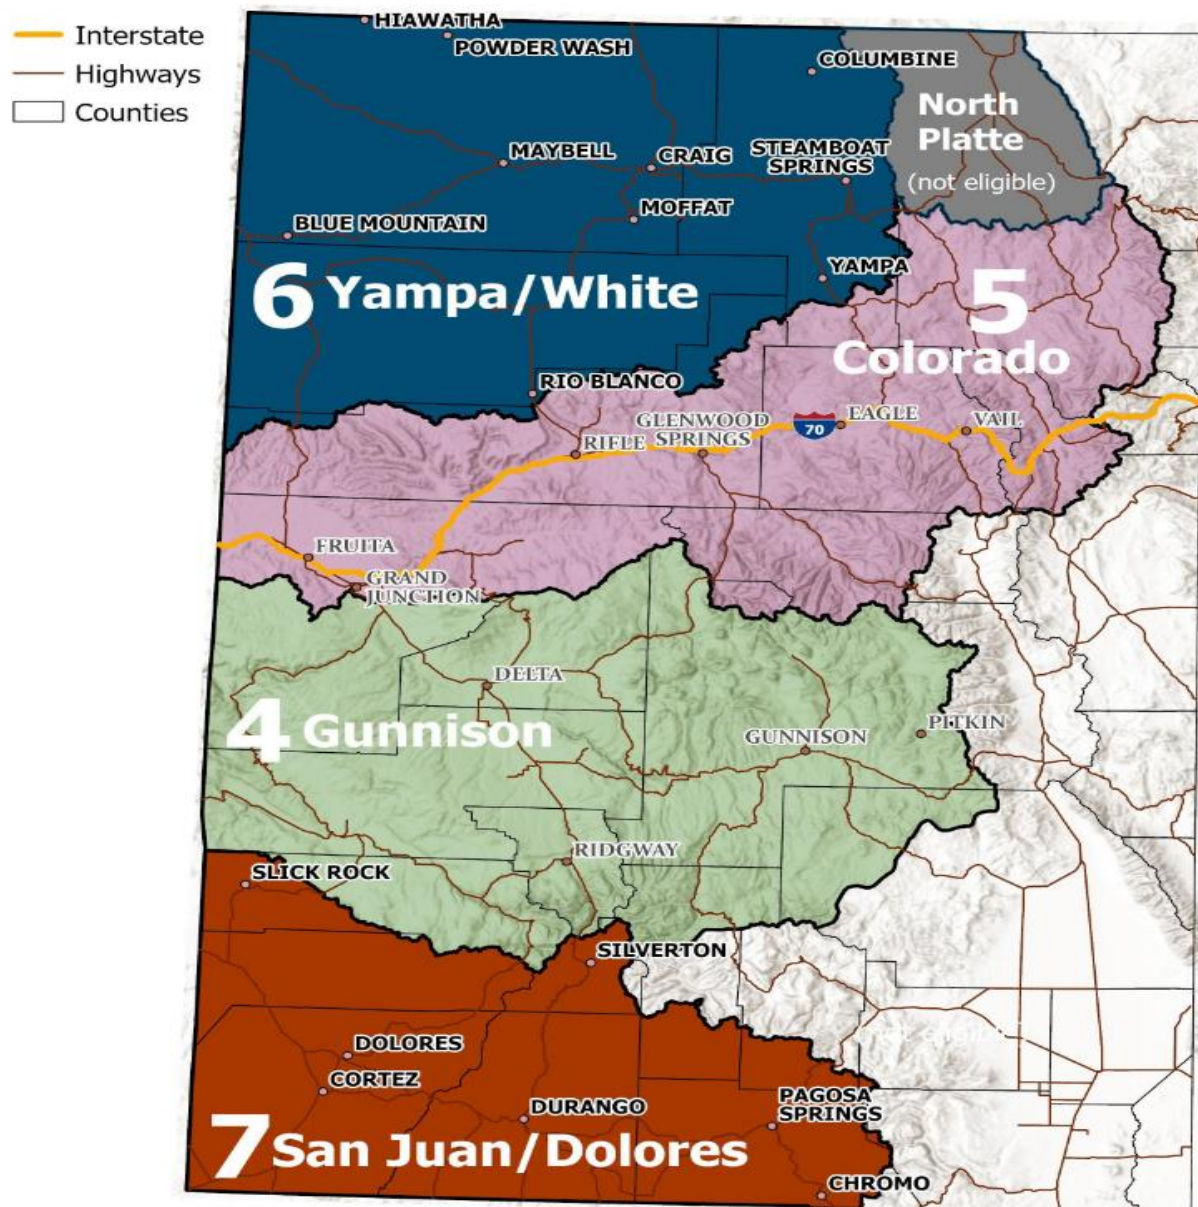 Interstate
Highways
Counties
HIAWATHA
POWDER WASH
COLUMBINE
North
Platte
(not eligible)
MAYBELL
CRAIG
STEAMBOAT
SPRINGS
MOFFAT
BLUE MOUNTAIN
YAMPA
6 Yampa/White
5
Colorado
RIO BLANCO
GLENWOOD
SPRINGS
RIFLE
70
EAGLE
VAIL
FRUITA
GRAND
JUNCTION
DELTA
4 Gunnison
GUNNISON
PITKIN
RIDGWAY
SLICK ROCK
SILVERTON
DOLORES
CORTEZ
DURANGO
PAGOSA
SPRINGS
7 San Juan/Dolores
CHROMO